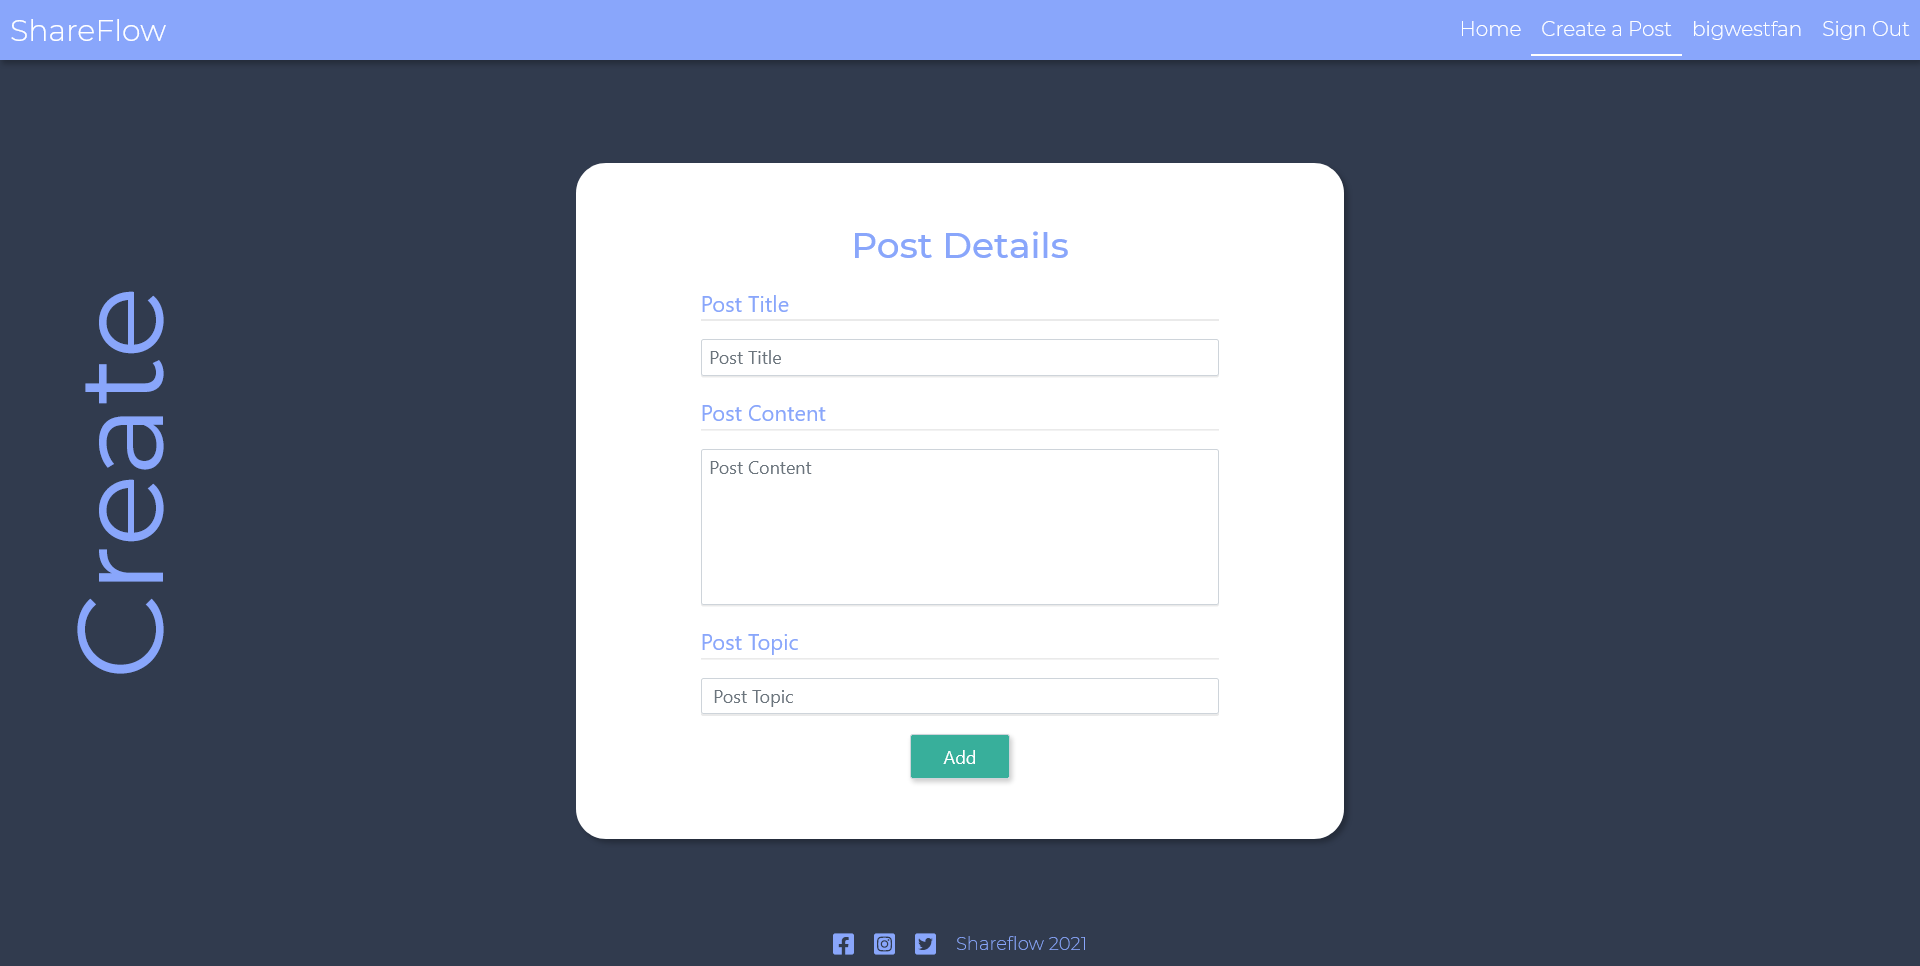 ShareFlow
Home Create a Post bigwestfan Sign Out
Create
Post Details
Post Title
Post Title
Post Content
Post Content
Post Topic
Post Topic
Add
Shareflow 2021